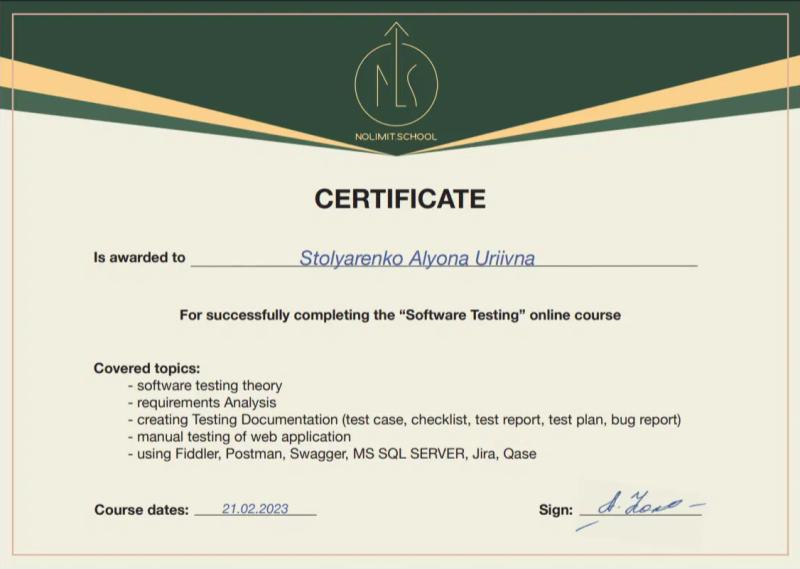 NLS
NOLIMIT.SCHOOL
CERTIFICATE
Is awarded to Stolyarenko Alyona Uriivna
For successfully completing the “Software Testing” online course
Covered topics:
- software testing theory
- requirements Analysis
- creating Testing Documentation (test case, checklist, test report, test plan, bug report)
- manual testing of web application
- using Fiddler, Postman, Swagger, MS SQL SERVER, Jira, Qase
Course dates: 21.02.2023
Sign: